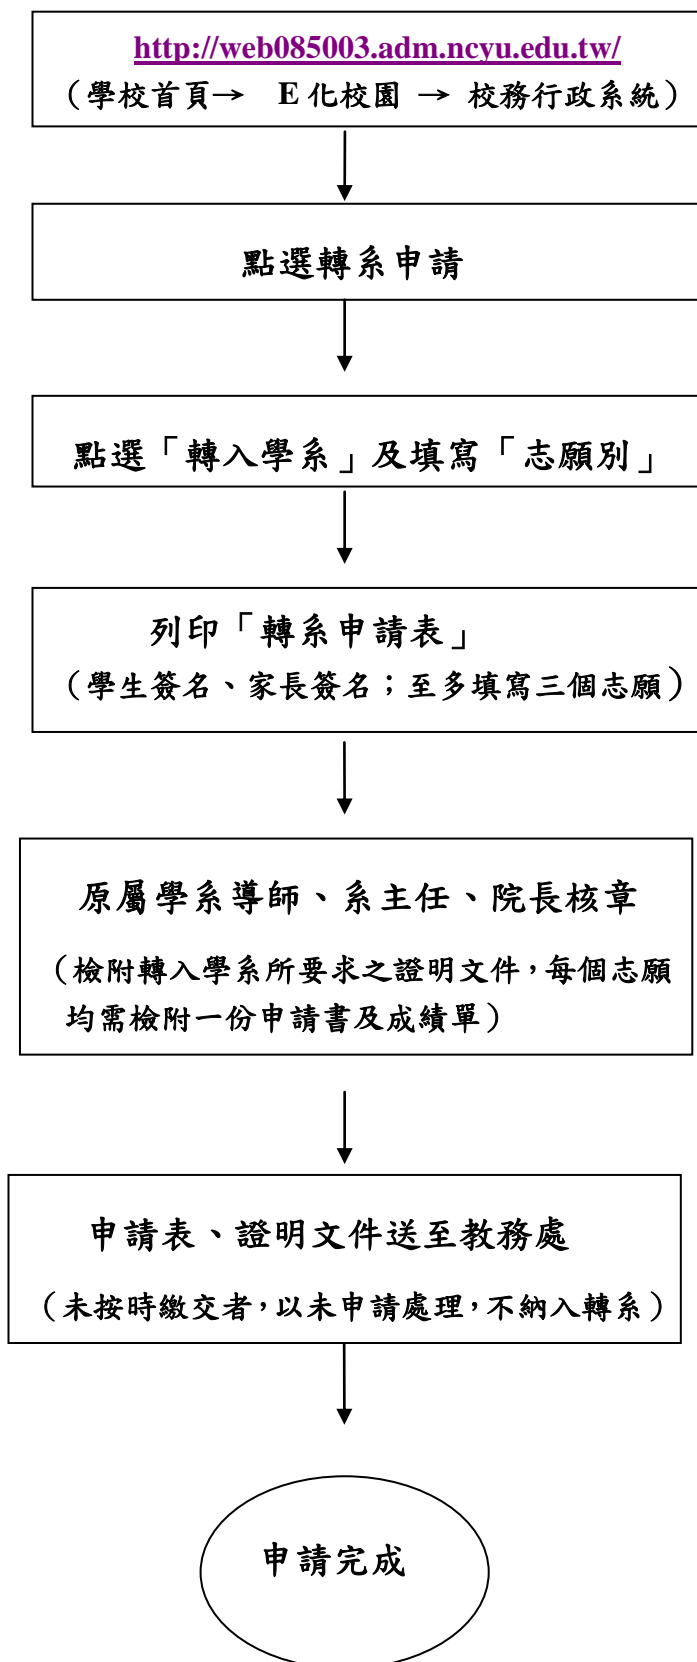 http://web085003.adm.ncyu.edu.tw/
（學校首頁→ E 化校園 → 校務行政系統）
點選轉系申請
點選「轉入學系」及填寫「志願別」
列印「轉系申請表」
（學生簽名、家長簽名；至多填寫三個志願）
原屬學系導師、系主任、院長核章
（檢附轉入學系所要求之證明文件，每個志願
均需檢附一份申請書及成績單）
申請表、證明文件送至教務處
（未按時繳交者，以未申請處理，不納入轉系）
申請完成